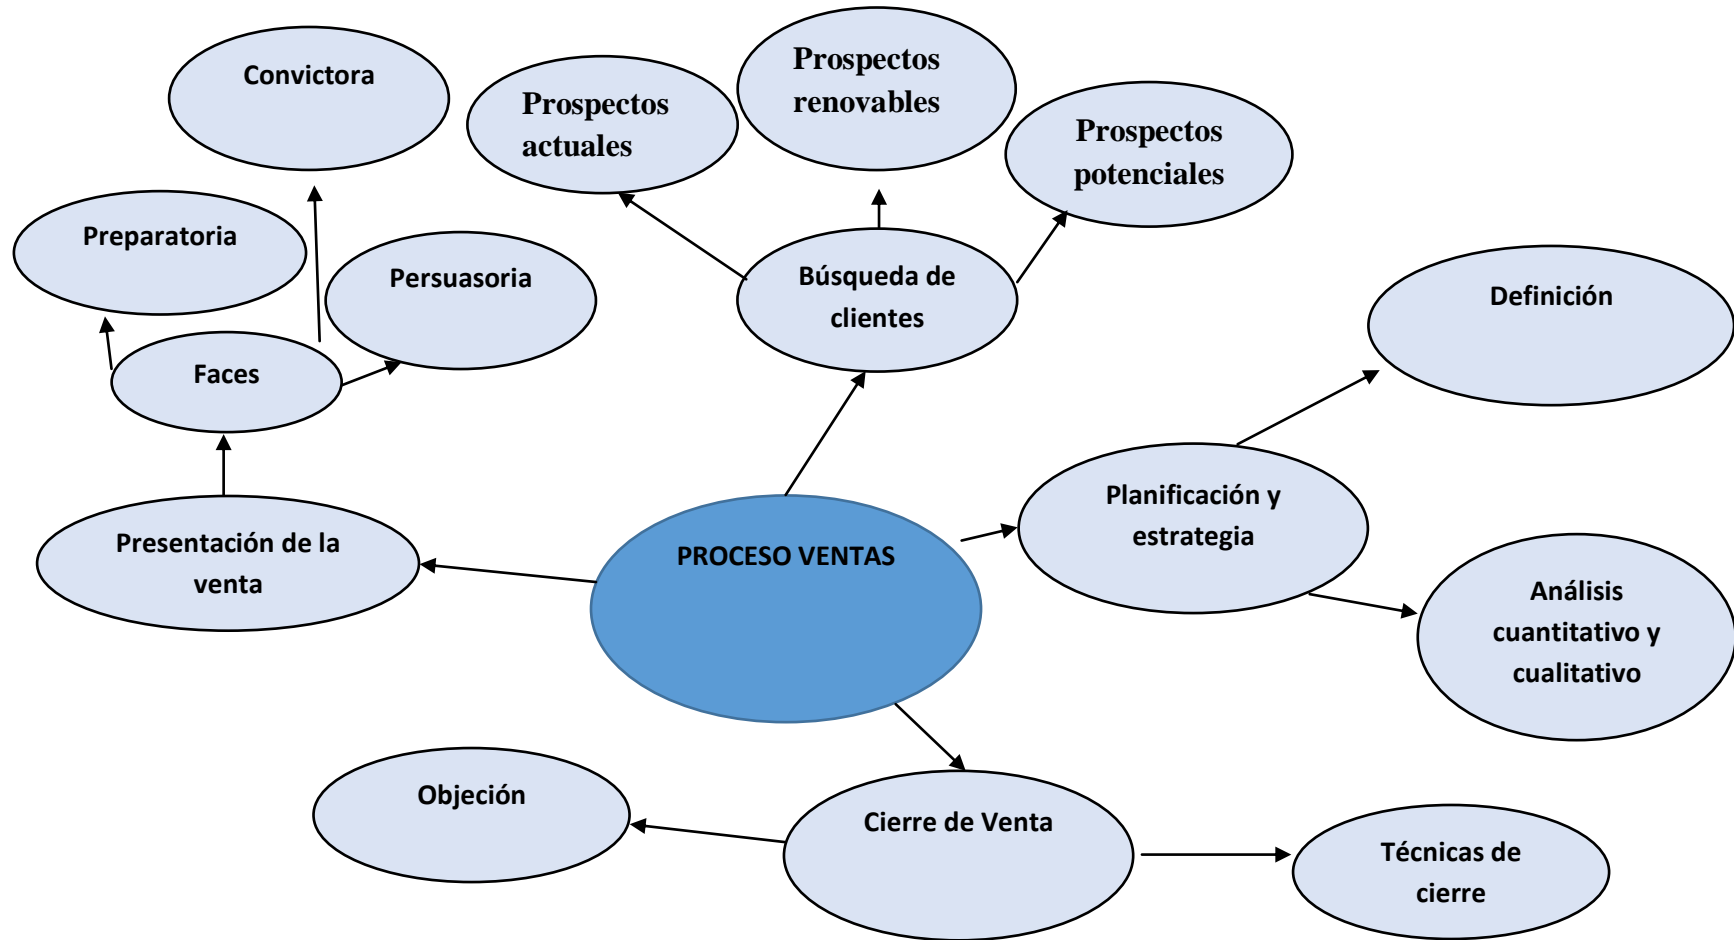 Convictora
Prospectos
actuales
Prospectos
renovables
Prospectos
potenciales
Preparatoria
Persuasoria
Búsqueda de
clientes
Definición
Faces
Presentación de la
venta
PROCESO VENTAS
Planificación y
estrategia
Análisis
cuantitativo y
cualitativo
Objeción
Cierre de Venta
Técnicas de
cierre